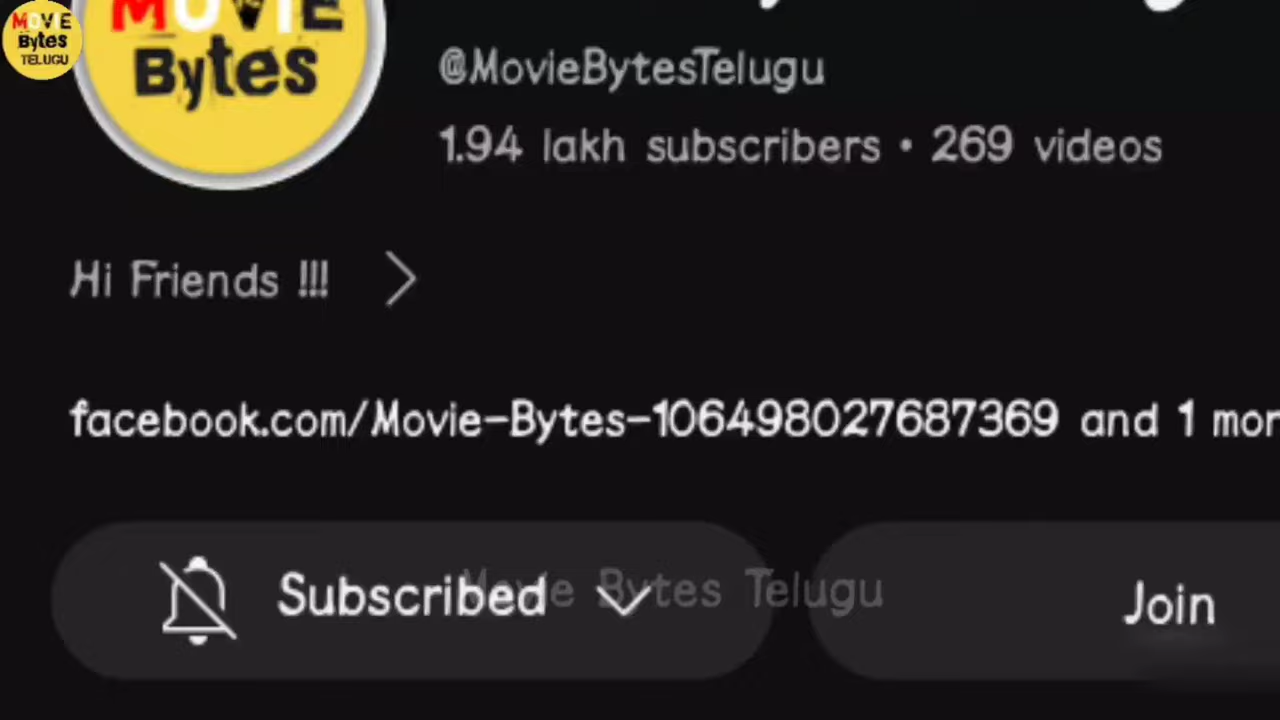 MOVIE
Bytes
TELUGU
MOVIE
Bytes
@MovieBytesTelugu
1.94 lakh subscribers • 269 videos
Hi Friends !!!
facebook.com/Movie-Bytes-106498027687369 and 1 mor
Subscribed
Movie Bytes Telugu
Join